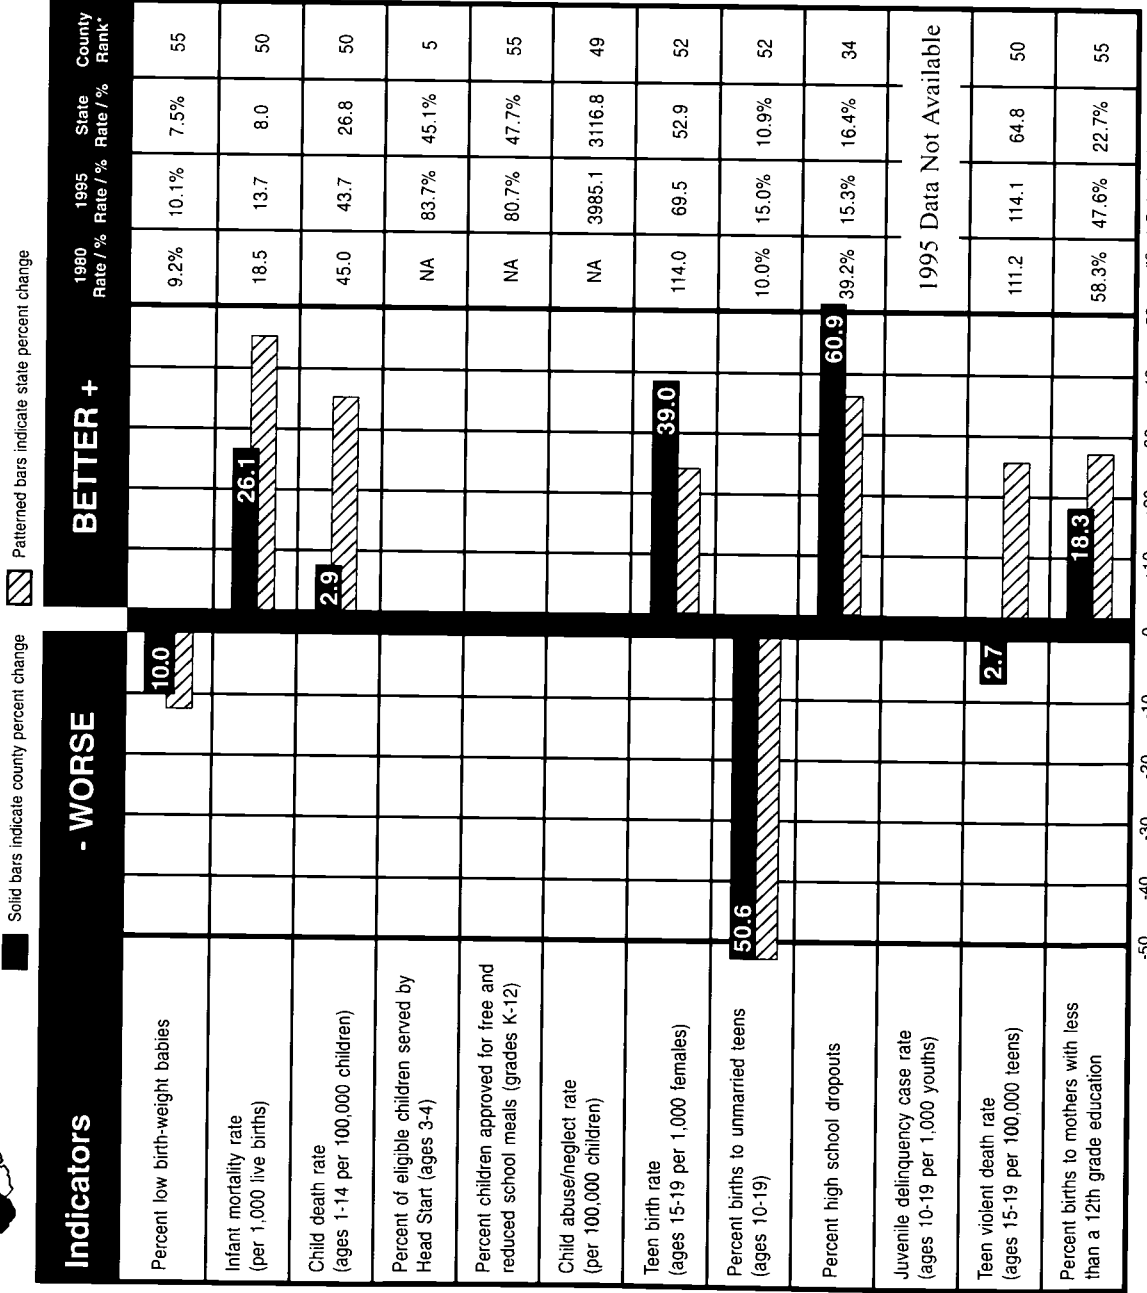 Solid bars indicate county percent change
Patterned bars indicate state percent change
Indicators
- WORSE
BETTER +
1980
Rate / %
1995
Rate / %
State
Rate / %
County
Rank*
Percent low birth-weight babies
10.0
9.2%
10.1%
7.5%
55
Infant mortality rate
(per 1,000 live births)
26.1
18.5
13.7
8.0
50
Child death rate
(ages 1-14 per 100,000 children)
2.9
45.0
43.7
26.8
50
Percent of eligible children served by
Head Start (ages 3-4)
NA
83.7%
45.1%
5
Percent children approved for free and
reduced school meals (grades K-12)
NA
80.7%
47.7%
55
Child abuse/neglect rate
(per 100,000 children)
NA
3985.1
3116.8
49
Teen birth rate
(ages 15-19 per 1,000 females)
39.0
114.0
69.5
52.9
52
Percent births to unmarried teens
(ages 10-19)
50.6
10.0%
15.0%
10.9%
52
Percent high school dropouts
60.9
39.2%
15.3%
16.4%
34
Juvenile delinquency case rate
(ages 10-19 per 1,000 youths)
1995 Data Not Available
Teen violent death rate
(ages 15-19 per 100,000 teens)
2.7
111.2
114.1
64.8
50
Percent births to mothers with less
than a 12th grade education
18.3
58.3%
47.6%
22.7%
55
-50
-40
-30